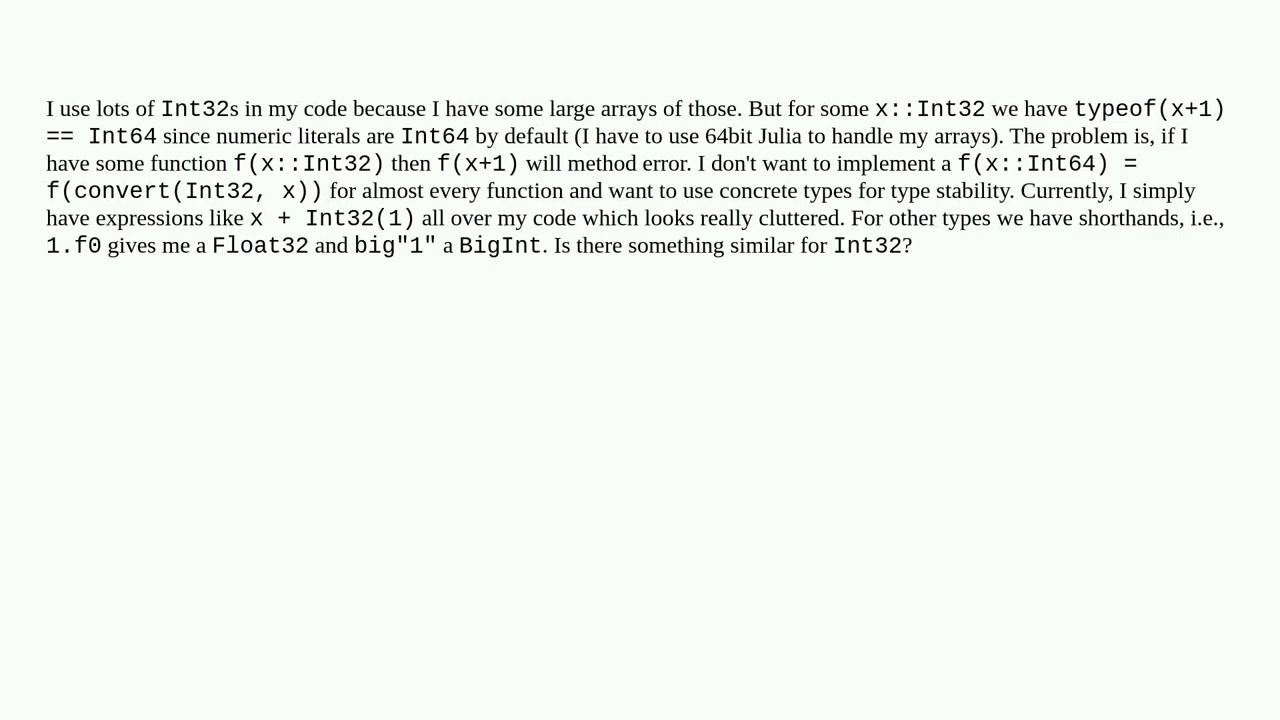 I use lots of Int32s in my code because I have some large arrays of those. But for some x::Int32 we have typeof(x+1)
== Int64 since numeric literals are Int64 by default (I have to use 64bit Julia to handle my arrays). The problem is, if I
have some function f(x::Int32) then f(x+1) will method error. I don't want to implement a f(x::Int64) =
f(convert(Int32, x)) for almost every function and want to use concrete types for type stability. Currently, I simply
have expressions like x + Int32(1) all over my code which looks really cluttered. For other types we have shorthands, i.e.,
1.f0 gives me a Float32 and big"1" a BigInt. Is there something similar for Int32?